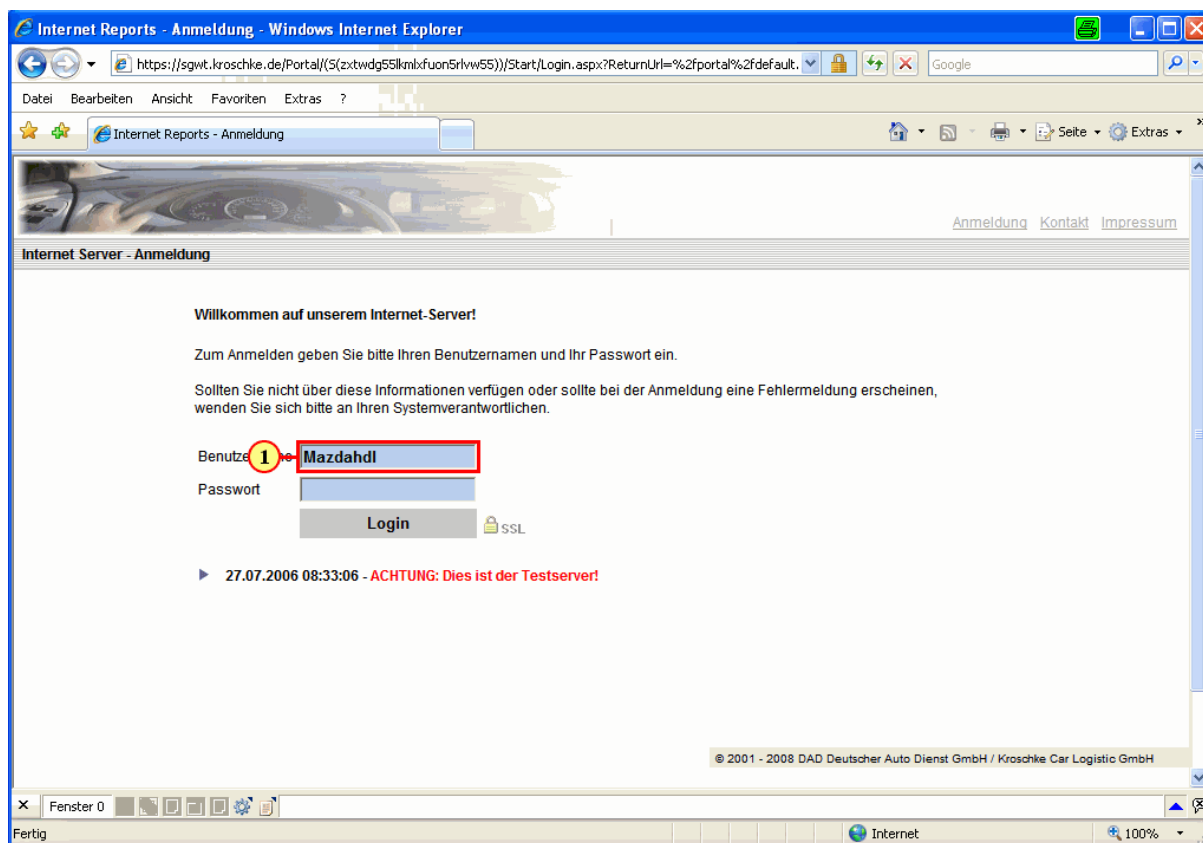 Internet Reports - Anmeldung - Windows Internet Explorer
https://sgwt.kroschke.de/Portal/(S(zxtwdg55lkmlxfuon5rlvw55))/Start/Login.aspx?ReturnUrl=%2fportal%2fdefault. Google
Datei Bearbeiten Ansicht Favoriten Extras ?
Internet Reports - Anmeldung Seite Extras
Anmeldung Kontakt Impressum
Internet Server - Anmeldung
Willkommen auf unserem Internet-Server!
Zum Anmelden geben Sie bitte Ihren Benutzernamen und Ihr Passwort ein.
Sollten Sie nicht über diese Informationen verfügen oder sollte bei der Anmeldung eine Fehlermeldung erscheinen,
wenden Sie sich bitte an Ihren Systemverantwortlichen.
1 Mazdahdl
Passwort
Login SSL
27.07.2006 08:33:06 - ACHTUNG: Dies ist der Testserver!
© 2001 - 2008 DAD Deutscher Auto Dienst GmbH / Kroschke Car Logistic GmbH
Fenster 0
Fertig Internet 100%